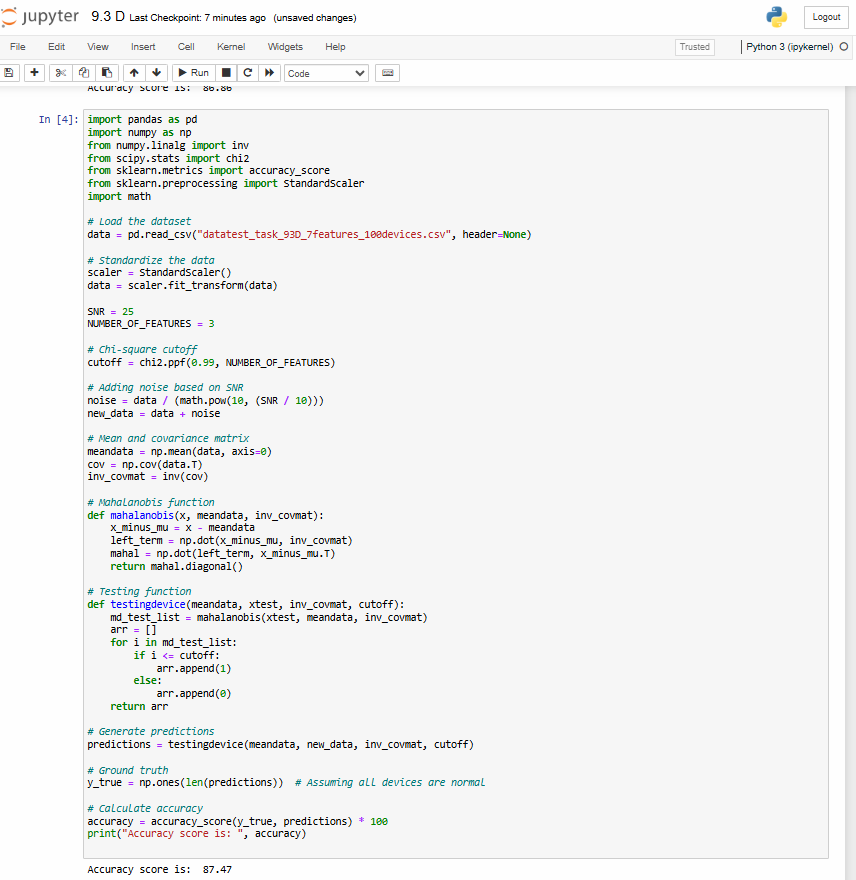 jupyter 9.3 D Last Checkpoint: 7 minutes ago (unsaved changes)
Logout
File Edit View Insert Cell Kernel Widgets Help
Trusted
Python 3 (ipykernel)
Run
Code
Accuracy score is:  86.86
In [4]:
import pandas as pd
import numpy as np
from numpy.linalg import inv
from scipy.stats import chi2
from sklearn.metrics import accuracy_score
from sklearn.preprocessing import StandardScaler
import math

# Load the dataset
data = pd.read_csv("datatest_task_93D_7features_100devices.csv", header=None)

# Standardize the data
scaler = StandardScaler()
data = scaler.fit_transform(data)

SNR = 25
NUMBER_OF_FEATURES = 3

# Chi-square cutoff
cutoff = chi2.ppf(0.99, NUMBER_OF_FEATURES)

# Adding noise based on SNR
noise = data / (math.pow(10, (SNR / 10)))
new_data = data + noise

# Mean and covariance matrix
meandata = np.mean(data, axis=0)
cov = np.cov(data.T)
inv_covmat = inv(cov)

# Mahalanobis function
def mahalanobis(x, meandata, inv_covmat):
    x_minus_mu = x - meandata
    left_term = np.dot(x_minus_mu, inv_covmat)
    mahal = np.dot(left_term, x_minus_mu.T)
    return mahal.diagonal()

# Testing function
def testingdevice(meandata, xtest, inv_covmat, cutoff):
    md_test_list = mahalanobis(xtest, meandata, inv_covmat)
    arr = []
    for i in md_test_list:
        if i <= cutoff:
            arr.append(1)
        else:
            arr.append(0)
    return arr

# Generate predictions
predictions = testingdevice(meandata, new_data, inv_covmat, cutoff)

# Ground truth
y_true = np.ones(len(predictions))  # Assuming all devices are normal

# Calculate accuracy
accuracy = accuracy_score(y_true, predictions) * 100
print("Accuracy score is: ", accuracy)

Accuracy score is:  87.47